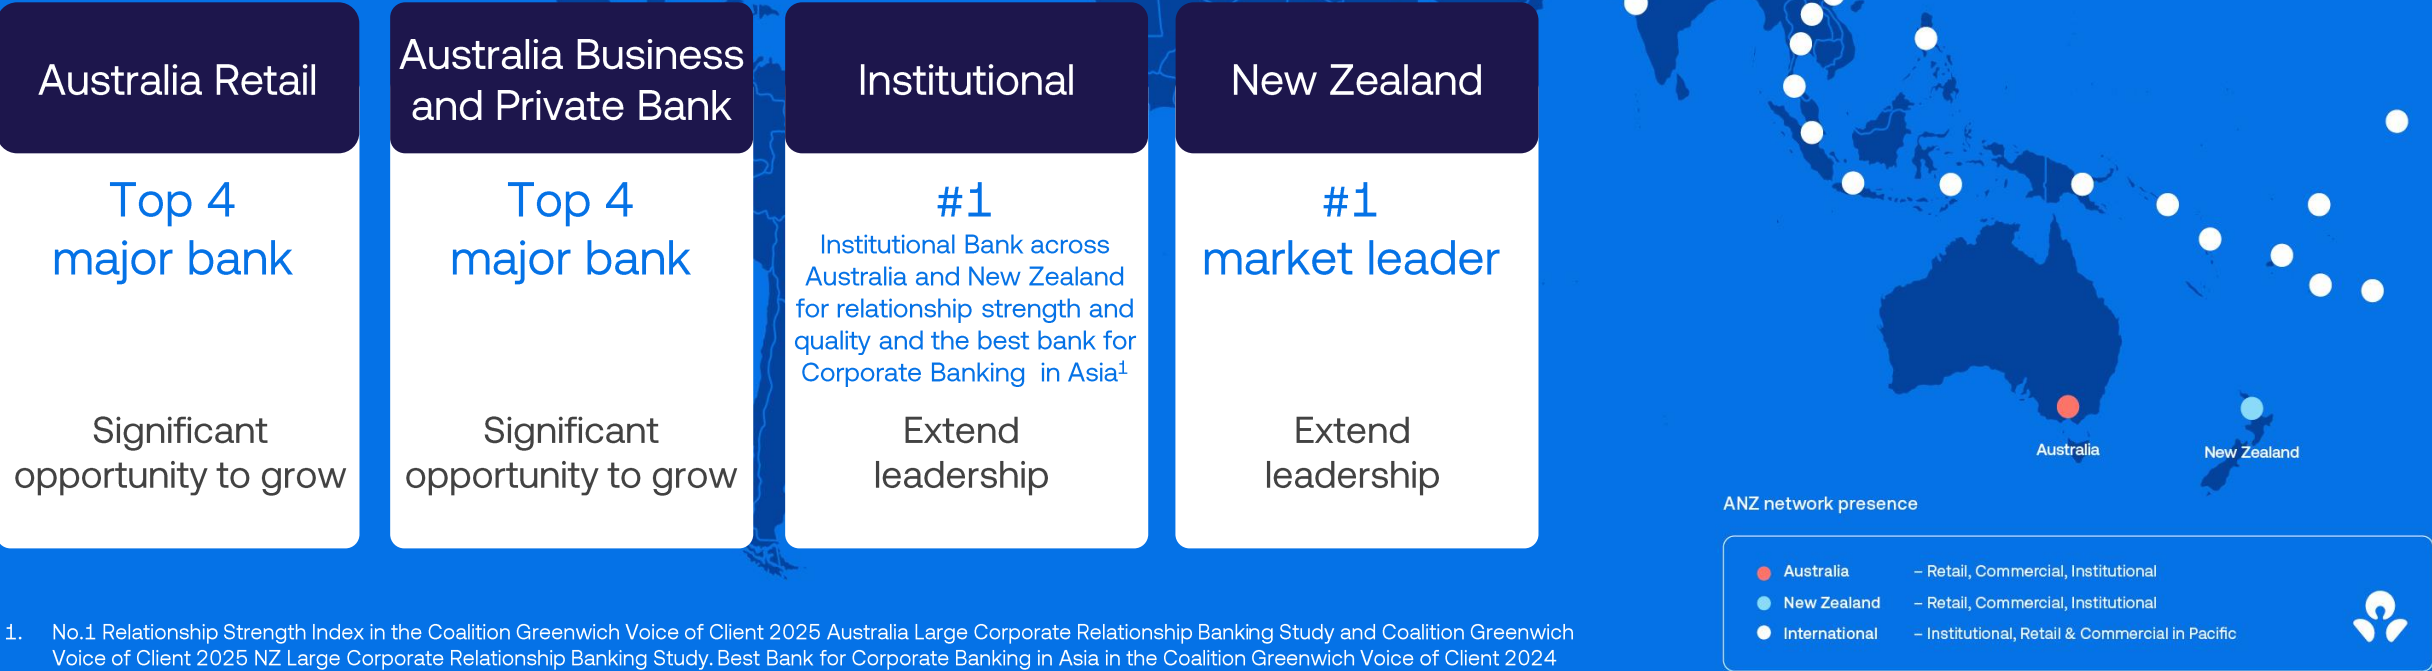 Australia Retail
Top 4
major bank
Significant
opportunity to grow
Australia Business
and Private Bank
Top 4
major bank
Significant
opportunity to grow
Institutional
#1
Institutional Bank across
Australia and New Zealand
for relationship strength and
quality and the best bank for
Corporate Banking in Asia¹
Extend
leadership
New Zealand
#1
market leader
Extend
leadership
Australia
New Zealand
ANZ network presence
Australia – Retail, Commercial, Institutional
New Zealand – Retail, Commercial, Institutional
International – Institutional, Retail & Commercial in Pacific
1. No.1 Relationship Strength Index in the Coalition Greenwich Voice of Client 2025 Australia Large Corporate Relationship Banking Study and Coalition Greenwich
Voice of Client 2025 NZ Large Corporate Relationship Banking Study. Best Bank for Corporate Banking in Asia in the Coalition Greenwich Voice of Client 2024